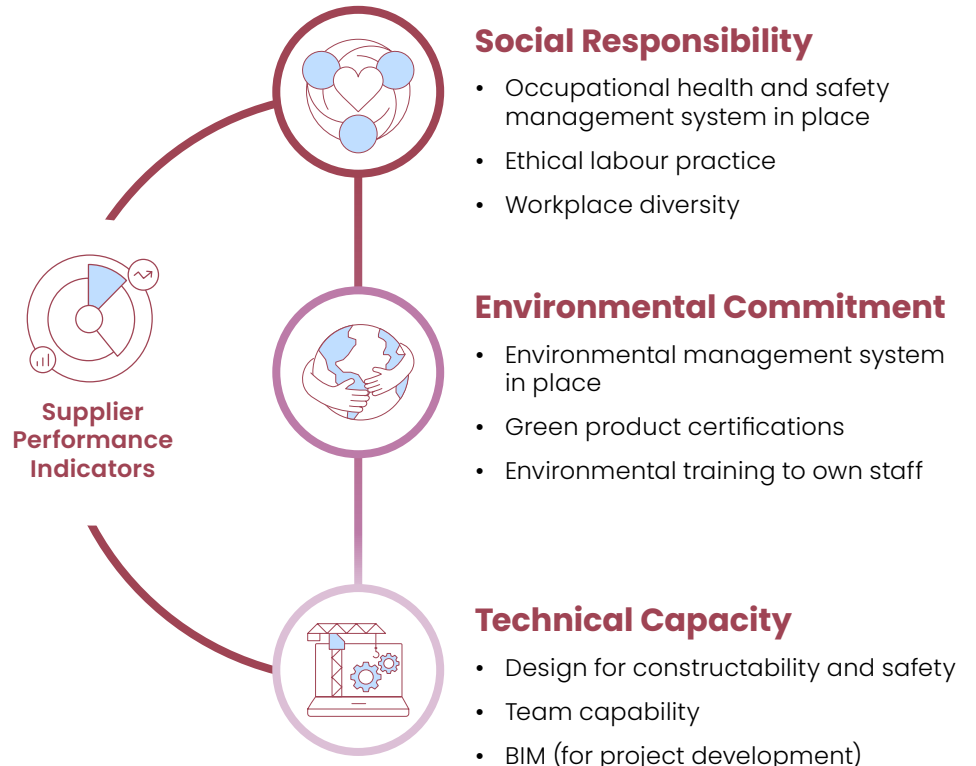 Social Responsibility
• Occupational health and safety
management system in place
• Ethical labour practice
• Workplace diversity
Supplier
Performance
Indicators
Environmental Commitment
• Environmental management system
in place
• Green product certifications
• Environmental training to own staff
Technical Capacity
• Design for constructability and safety
• Team capability
• BIM (for project development)